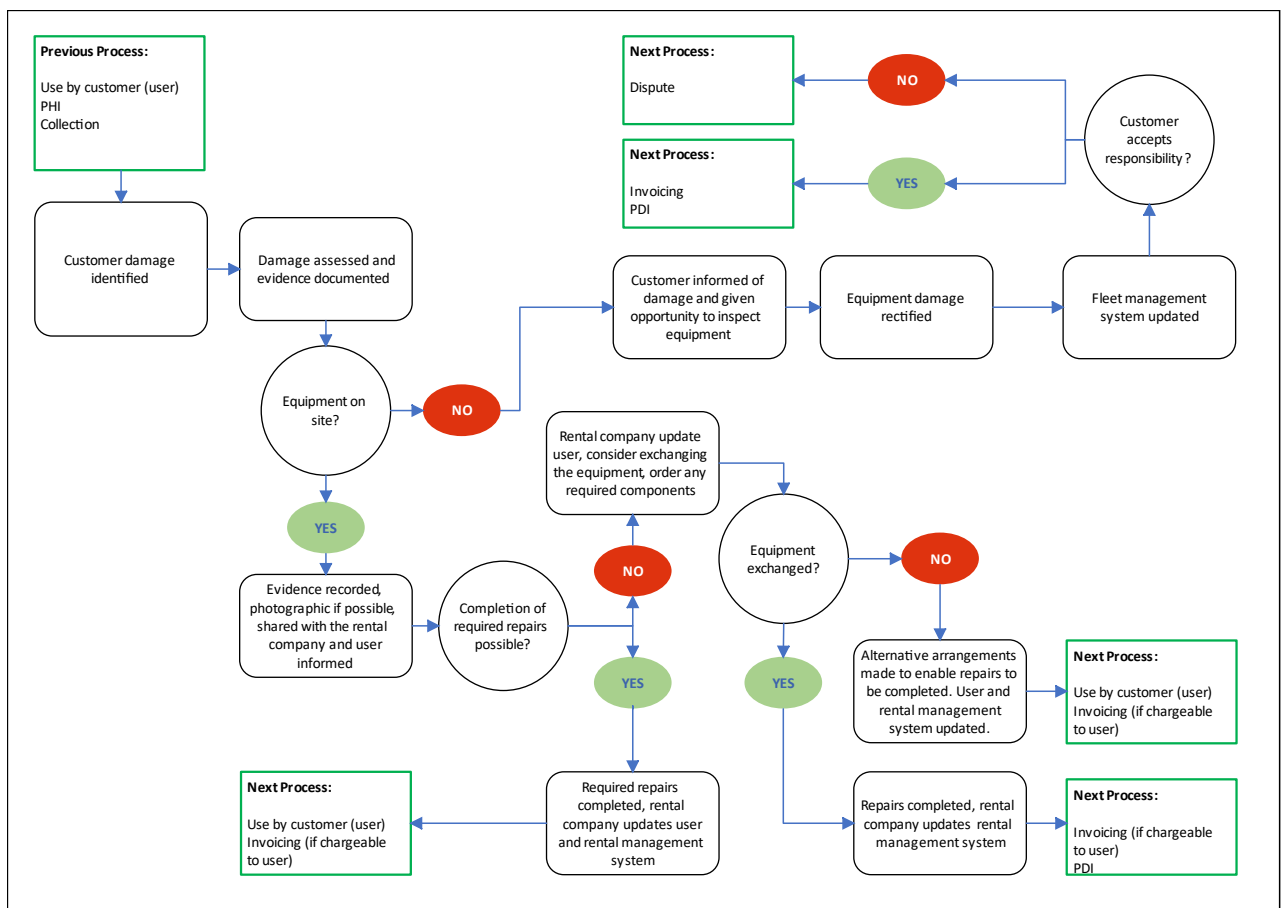 Previous Process:
Use by customer (user)
PHI
Collection
Customer damage
identified
Damage assessed and
evidence documented
Equipment on
site?
NO
YES
Customer informed of
damage and given
opportunity to inspect
equipment
Equipment damage
rectified
Fleet management
system updated
Customer
accepts
responsibility?
NO
Next Process:
Dispute
YES
Next Process:
Invoicing
PDI
Evidence recorded,
photographic if possible,
shared with the rental
company and user
informed
Completion of
required repairs
possible?
NO
YES
Rental company update
user, consider exchanging
the equipment, order any
required components
Equipment
exchanged?
NO
YES
Alternative arrangements
made to enable repairs to
be completed. User and
rental management
system updated.
Next Process:
Use by customer (user)
Invoicing (if chargeable
to user)
Required repairs
completed, rental
company updates user
and rental management
system
Next Process:
Use by customer (user)
Invoicing (if chargeable
to user)
Repairs completed, rental
company updates rental
management system
Next Process:
Invoicing (if chargeable
to user)
PDI